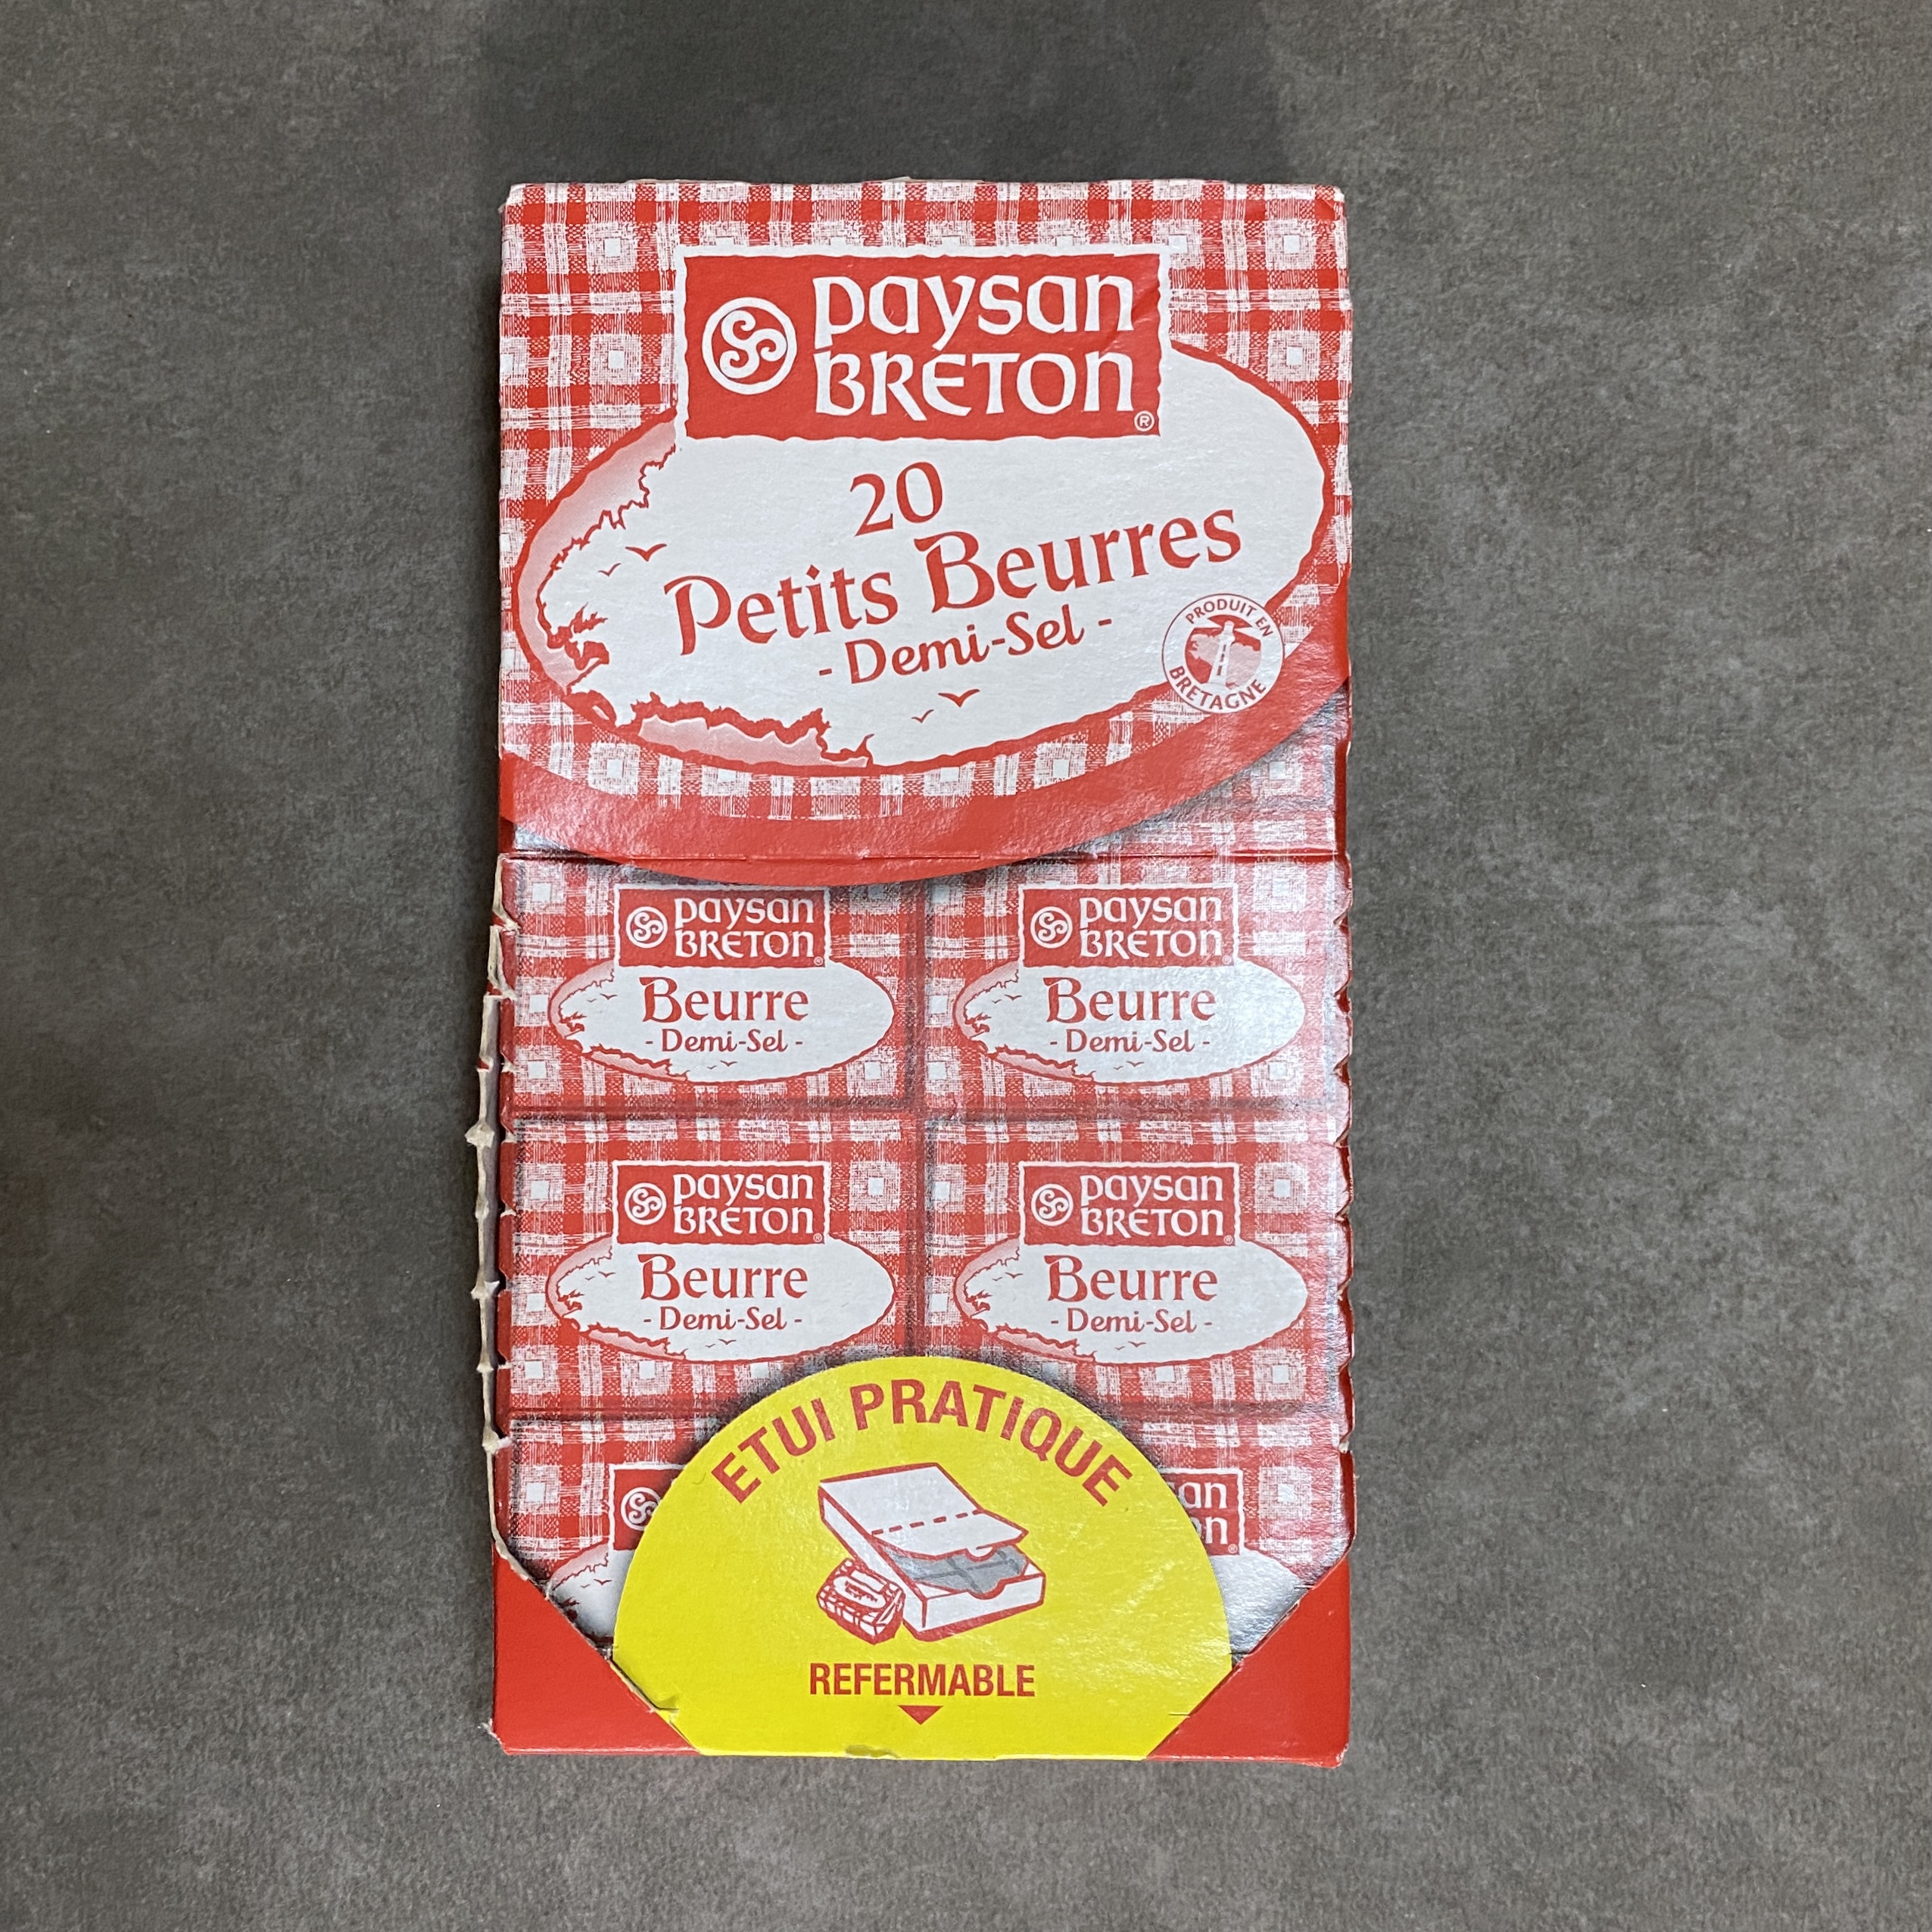 paysan
BRETON
®
20
Petits Beurres
- Demi-Sel -
PRODUIT EN
BRETAGNE
paysan
BRETON
Beurre
- Demi-Sel -
paysan
BRETON
Beurre
- Demi-Sel -
paysan
BRETON
Beurre
- Demi-Sel -
paysan
BRETON
Beurre
- Demi-Sel -
ETUI PRATIQUE
REFERMABLE